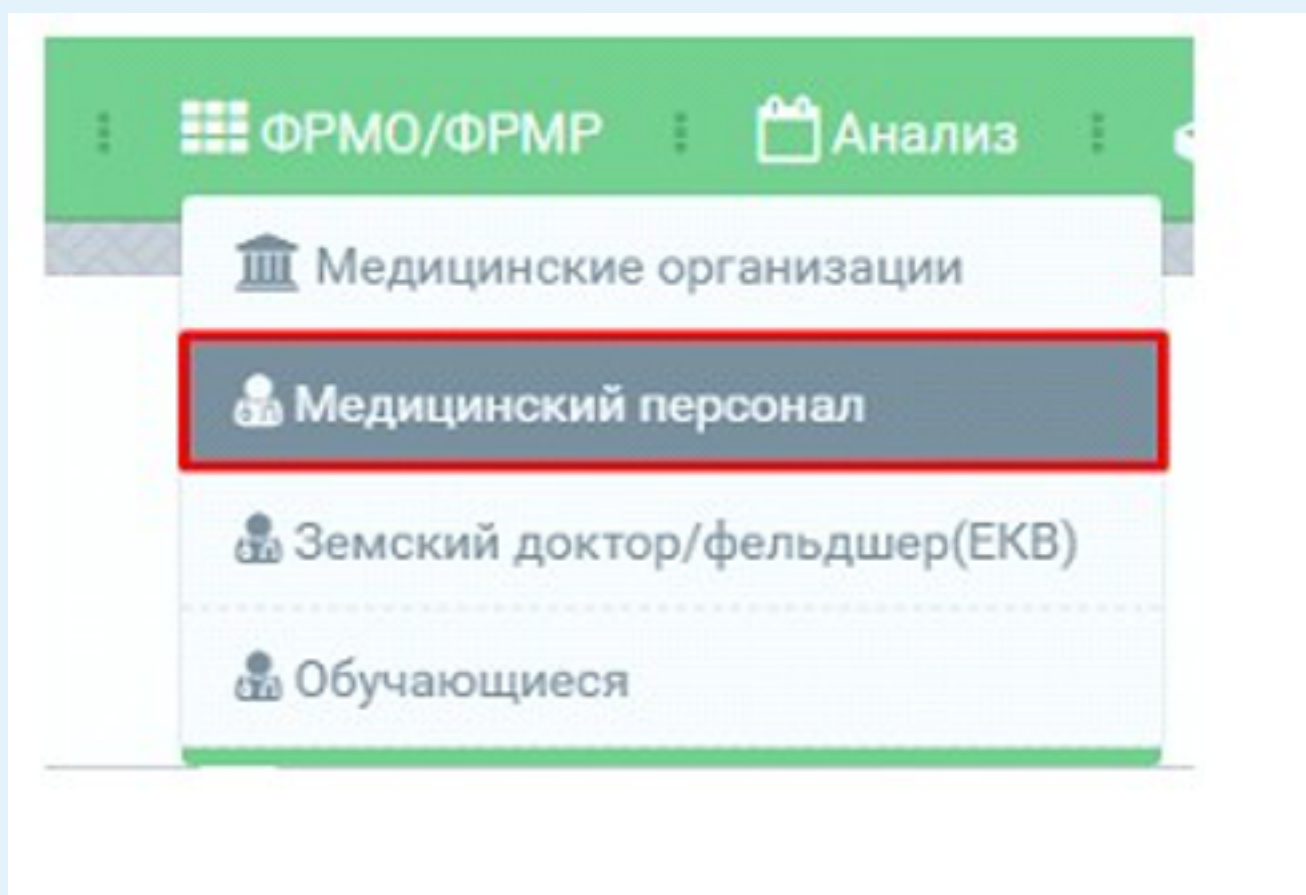 ФРМО/ФРМР Анализ
Медицинские организации
Медицинский персонал
Земский доктор/фельдшер(ЕКВ)
Обучающиеся